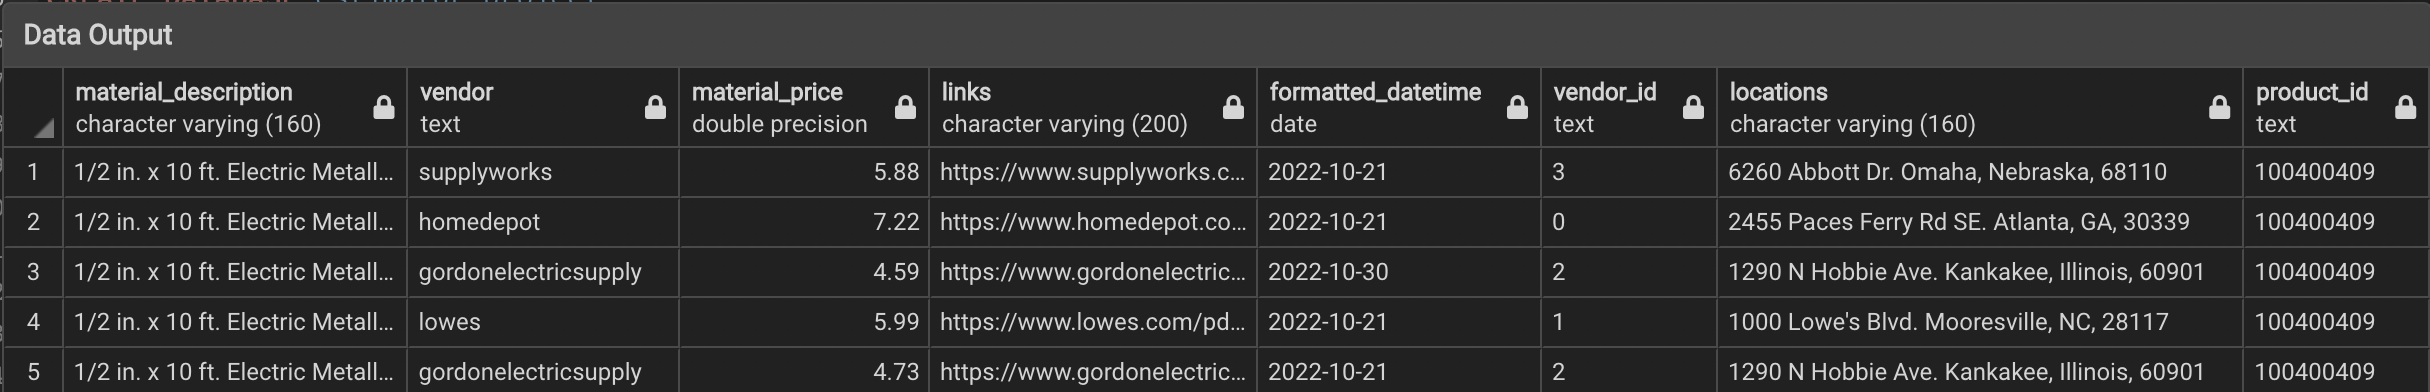 Data Output
material_description vendor material_price links formatted_datetime vendor_id locations product_id
character varying (160) text double precision character varying (200) date text character varying (160) text
1 1/2 in. x 10 ft. Electric Metall... supplyworks 5.88 https://www.supplyworks.c... 2022-10-21 3 6260 Abbott Dr. Omaha, Nebraska, 68110 100400409
2 1/2 in. x 10 ft. Electric Metall... homedepot 7.22 https://www.homedepot.co... 2022-10-21 0 2455 Paces Ferry Rd SE. Atlanta, GA, 30339 100400409
3 1/2 in. x 10 ft. Electric Metall... gordonelectricsupply 4.59 https://www.gordonelectric... 2022-10-30 2 1290 N Hobbie Ave. Kankakee, Illinois, 60901 100400409
4 1/2 in. x 10 ft. Electric Metall... lowes 5.99 https://www.lowes.com/pd... 2022-10-21 1 1000 Lowe's Blvd. Mooresville, NC, 28117 100400409
5 1/2 in. x 10 ft. Electric Metall... gordonelectricsupply 4.73 https://www.gordonelectric... 2022-10-21 2 1290 N Hobbie Ave. Kankakee, Illinois, 60901 100400409